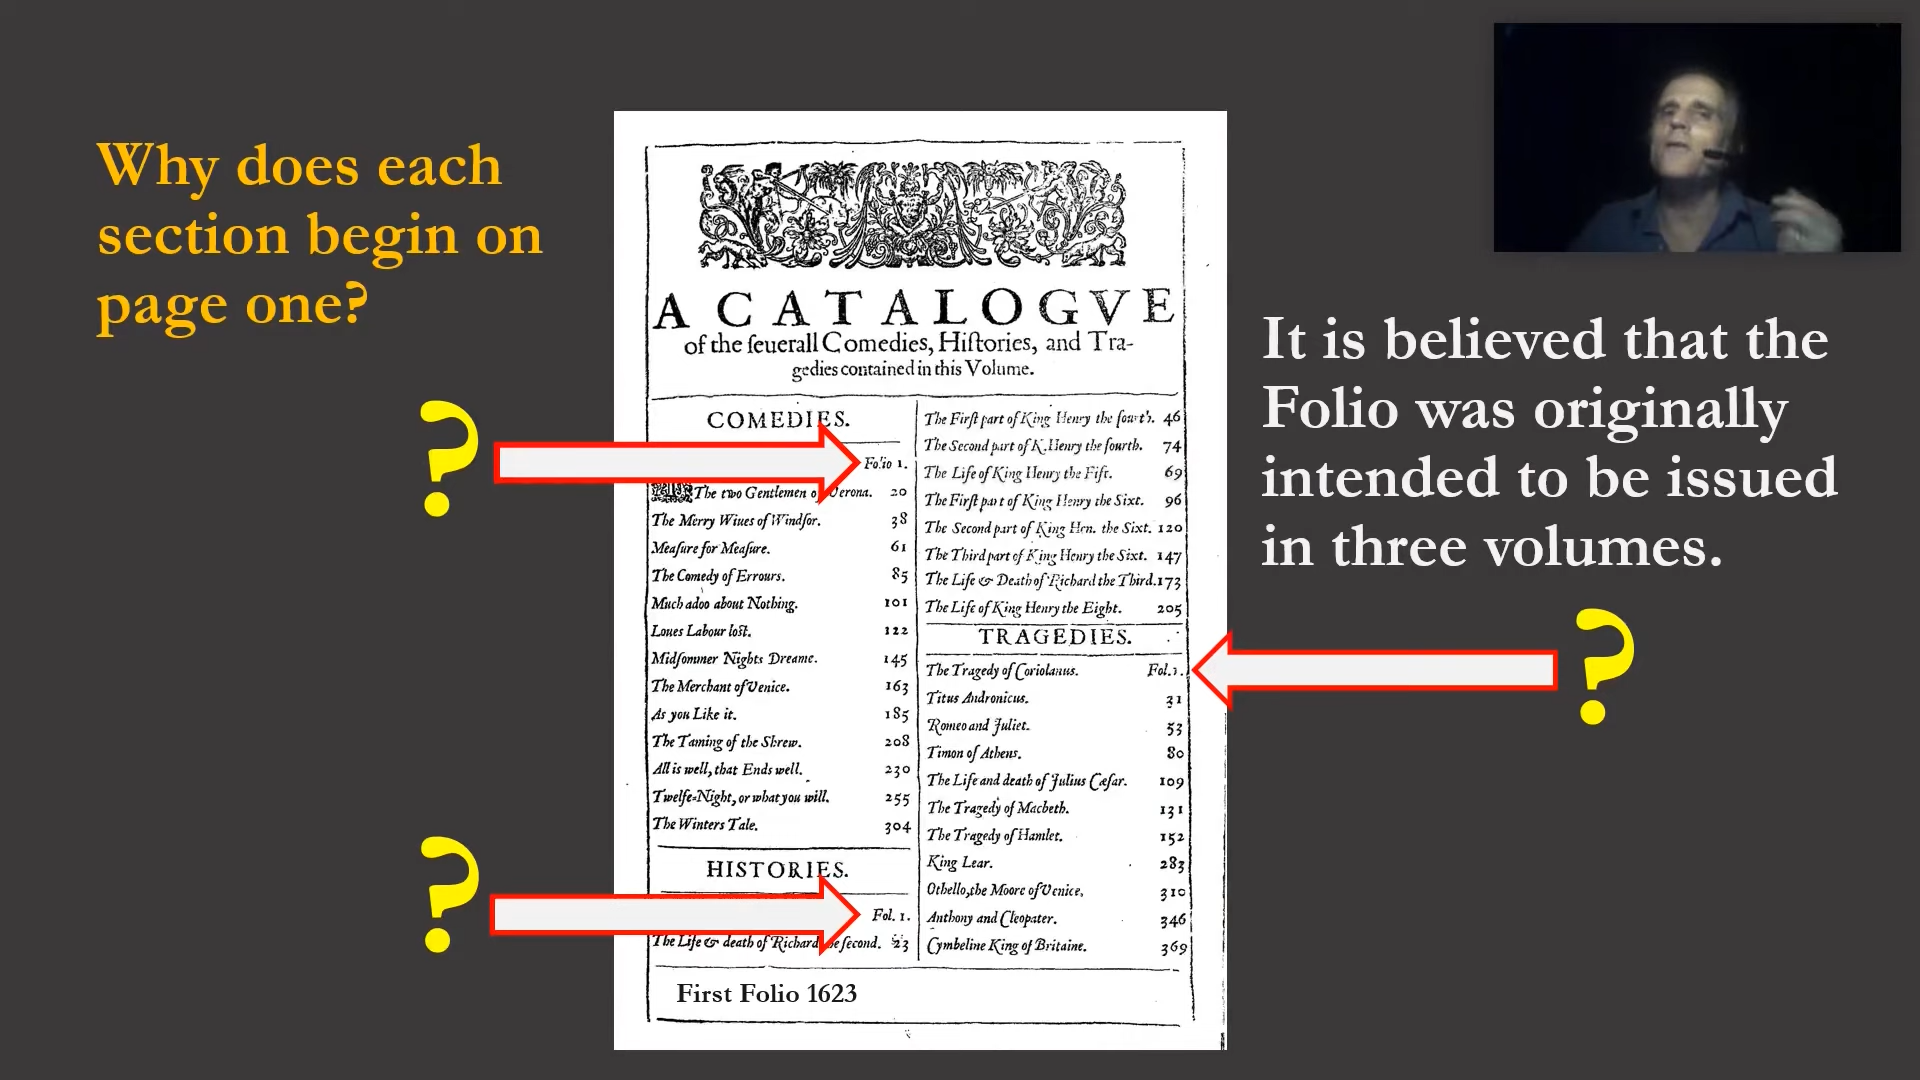 Why does each
section begin on
page one?
?
?
A CATALOGVE
of the ſeuerall Comedies, Hiſtories, and Tra-
gedies contained in this Volume.
COMEDIES.
Folio 1.
The two Gentlemen of Verona. 20
The Merry Wiues of Windſor. 38
Meaſure for Meaſure. 61
The Comedy of Errours. 85
Much adoo about Nothing. 101
Loues Labour loſt. 122
Midſommer Nights Dreame. 145
The Merchant of Venice. 163
As you Like it. 185
The Taming of the Shrew. 208
All is well, that Ends well. 230
Twelfe-Night, or what you will. 255
The Winters Tale. 304
HISTORIES.
Fol. 1.
The Life & death of Richard the ſecond. 23
The Firſt part of King Henry the fourth. 46
The Second part of K. Henry the fourth. 74
The Life of King Henry the Fift. 69
The Firſt part of King Henry the Sixt. 96
The Second part of King Hen. the Sixt. 120
The Third part of King Henry the Sixt. 147
The Life & Death of Richard the Third. 173
The Life of King Henry the Eight. 205
TRAGEDIES.
The Tragedy of Coriolanus. Fol. 1.
Titus Andronicus. 31
Romeo and Juliet. 53
Timon of Athens. 80
The Life and death of Julius Cæſar. 109
The Tragedy of Macbeth. 131
The Tragedy of Hamlet. 152
King Lear. 283
Othello, the Moore of Venice. 310
Anthony and Cleopater. 346
Cymbeline King of Britaine. 369
First Folio 1623
It is believed that the
Folio was originally
intended to be issued
in three volumes.
?